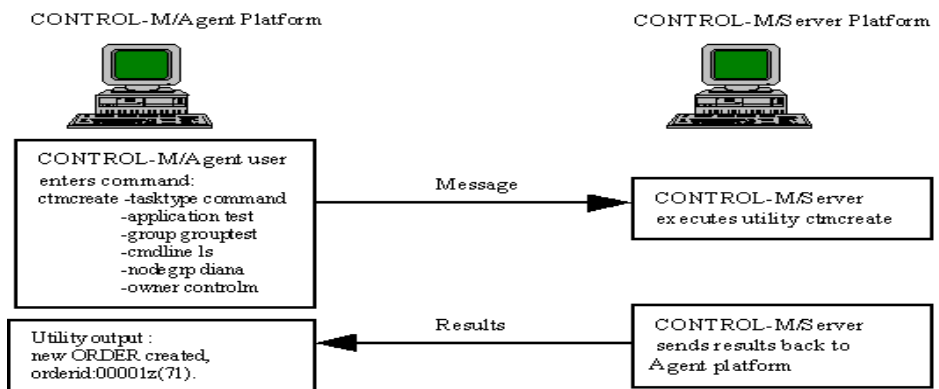 CONTROL-M/Agent Platform
CONTROL-M/Server Platform
CONTROL-M/Agent user
enters command:
ctmcreate -tasktype command
-application test
-group grouptest
-cmdline ls
-nodegrp diana
-owner controlm
Message
CONTROL-M/Server
executes utility ctmcreate
Utility output :
new ORDER created,
orderid:00001z(71).
Results
CONTROL-M/Server
sends results back to
Agent platform